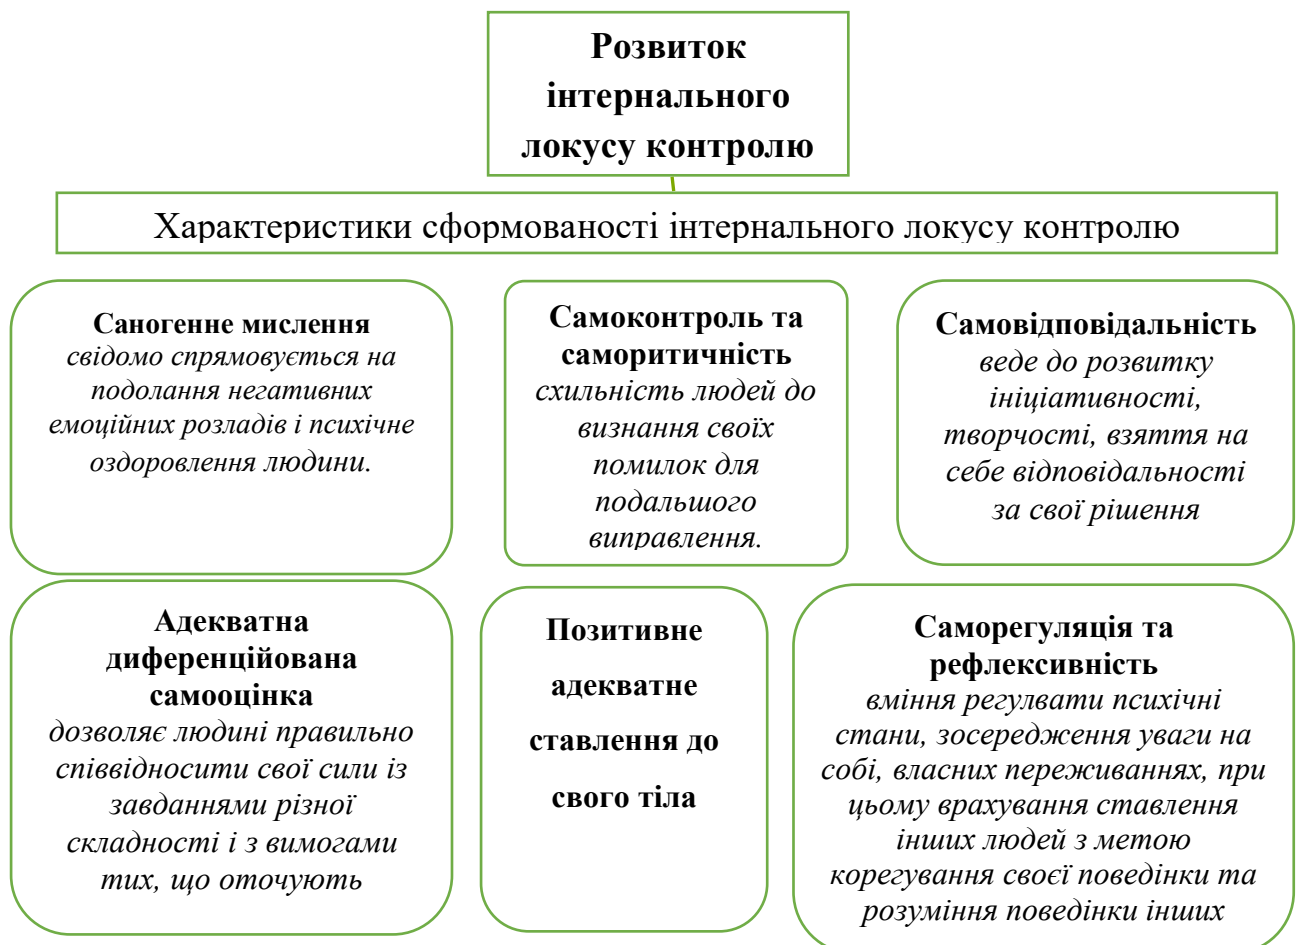 Розвиток
інтернального
локусу контролю
Характеристики сформованості інтернального локусу контролю
Саногенне мислення
свідомо спрямовується на
подолання негативних
емоційних розладів і психічне
оздоровлення людини.
Самоконтроль та
саморитичність
схильність людей до
визнання своїх
помилок для
подальшого
виправлення.
Самовідповідальність
веде до розвитку
ініціативності,
творчості, взяття на
себе відповідальності
за свої рішення
Адекватна
диференційована
самооцінка
дозволяє людині правильно
співвідносити свої сили із
завданнями різної
складності і з вимогами
тих, що оточують
Позитивне
адекватне
ставлення до
свого тіла
Саморегуляція та
рефлексивність
вміння регулвати психічні
стани, зосередження уваги на
собі, власних переживаннях, при
цьому врахування ставлення
інших людей з метою
корегування своєї поведінки та
розуміння поведінки інших